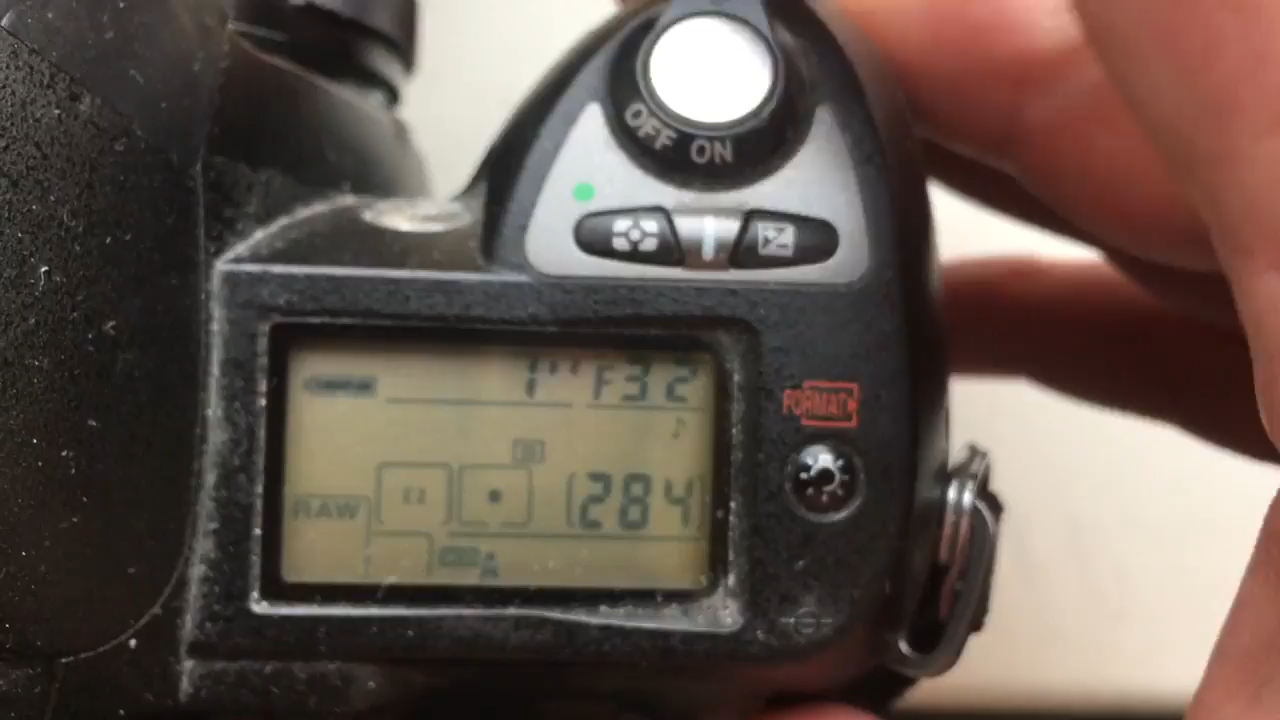 OFF ON
1" F32
FORMAT
[284]
RAW
A